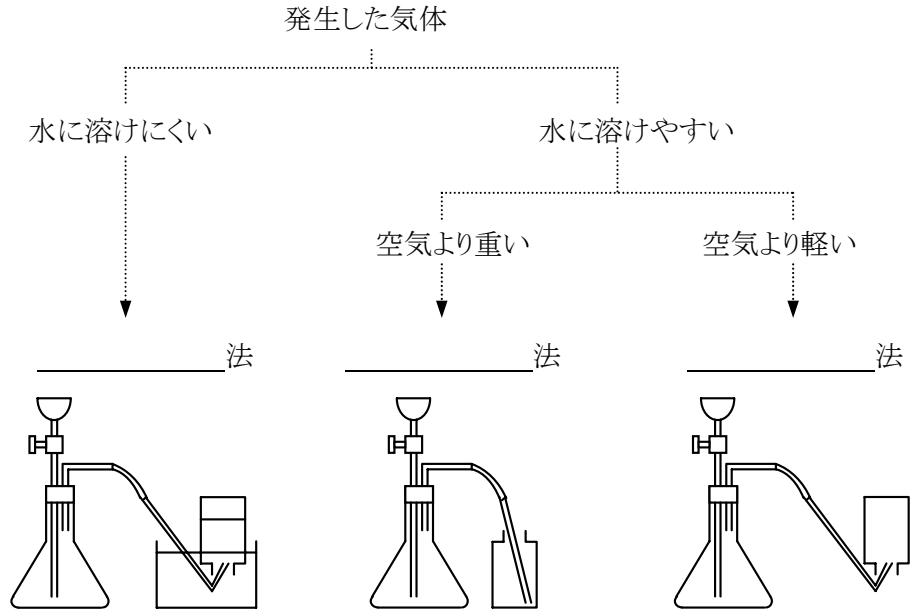 発生した気体
水に溶けにくい
水に溶けやすい
空気より重い
空気より軽い
法
法
法